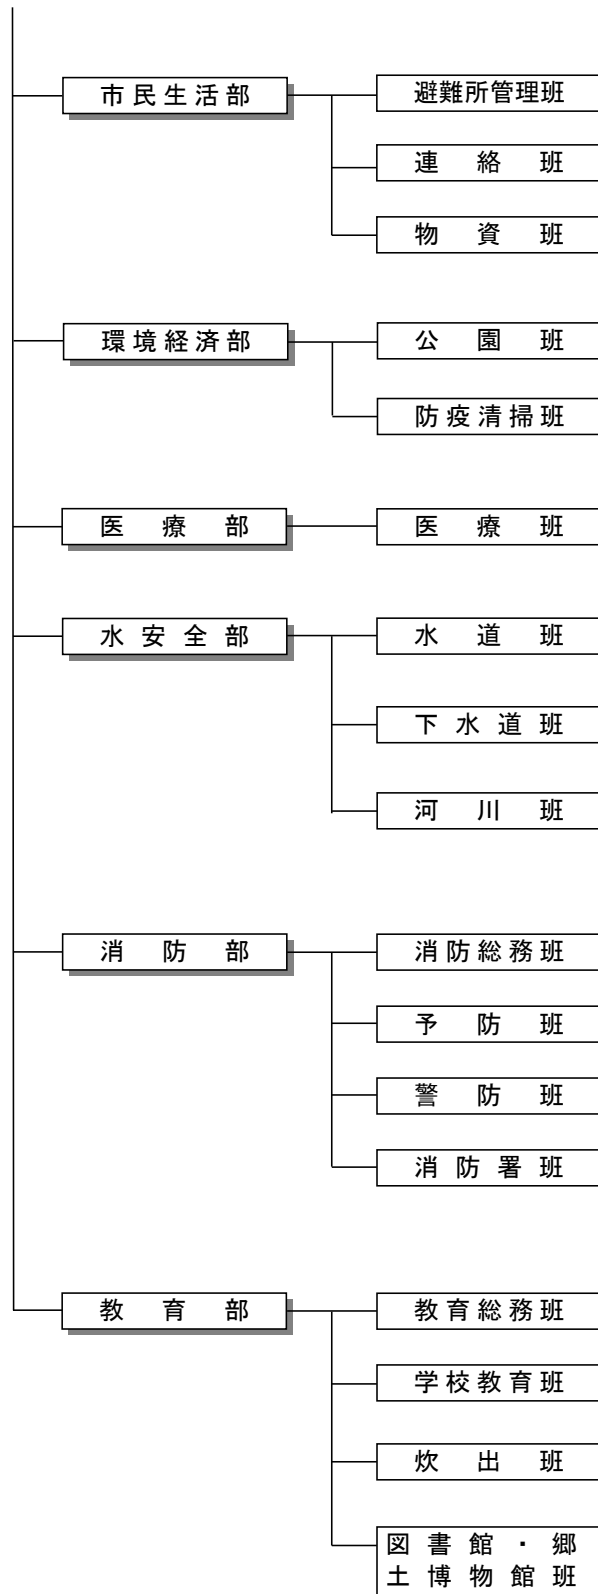 市民生活部
避難所管理班
連絡班
物資班
環境経済部
公園班
防疫清掃班
医療部
医療班
水安全部
水道班
下水道班
河川班
消防部
消防総務班
予防班
警防班
消防署班
教育部
教育総務班
学校教育班
炊出班
図書館・郷
土博物館班